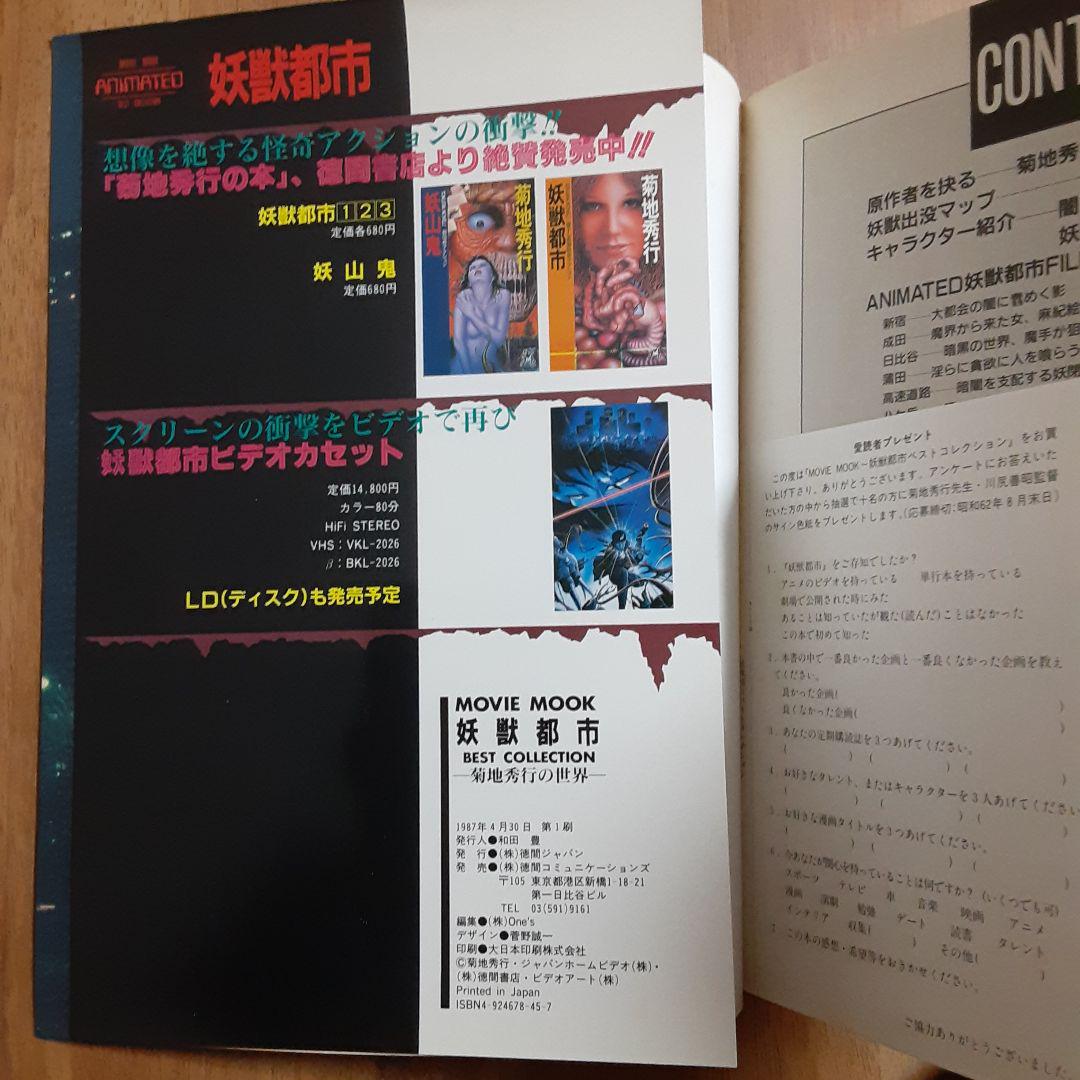 ANIMATED
妖獣都市
想像を絶する怪奇アクションの衝撃!!
「菊地秀行の本」、徳間書店より絶賛発売中!!
妖獣都市1 2 3
定価各680円
妖山鬼
定価680円
妖山鬼
菊地秀行
妖獣都市
菊地秀行
スクリーンの衝撃をビデオで再び
妖獣都市ビデオカセット
定価14,800円
カラー80分
HiFi STEREO
VHS：VKL-2026
β：BKL-2026
LD(ディスク)も発売予定
MOVIE MOOK
妖獣都市
BEST COLLECTION
—菊地秀行の世界—
1987年4月30日 第1刷
発行人●和田 豊
発 行●(株)徳間ジャパン
発 売●(株)徳間コミュニケーションズ
〒105 東京都港区新橋1-18-21
第一日比谷ビル
TEL 03(591)9161
編集●(株)One's
デザイン●菅野誠一
印刷●大日本印刷株式会社
©菊地秀行・ジャパンホームビデオ(株)・
(株)徳間書店・ビデオアート(株)
Printed in Japan
ISBN4-924678-45-7
CONT
原作者を抉る——菊地秀
妖獣出没マップ
キャラクター紹介 闇
妖
ANIMATED妖獣都市FIL
新宿——大都会の闇に蠢めく影
成田——魔界から来た女、麻紀絵
日比谷——暗黒の世界、魔手が狙
蒲田——淫らに貪欲に人を喰らう
高速道路——暗闇を支配する妖閉
愛読者プレゼント
この度は「MOVIE MOOK〜妖獣都市ベストコレクション」をお買
い上げ下さり、ありがとうございます。アンケートにお答えいた
だいた方の中から抽選で十名の方に菊地秀行先生・川尻善昭監督
のサイン色紙をプレゼントします。(応募締切:昭和62年8月末日)
1．『妖獣都市』をご存知でしたか？
アニメのビデオを持っている 単行本を持っている
劇場で公開された時にみた
あることは知っていたが観た(読んだ)ことはなかった
この本で初めて知った
2．本書の中で一番良かった企画と一番良くなかった企画を教え
てください。
良かった企画( )
良くなかった企画( )
3．あなたの定期購読誌を3つあげてください。
( ) ( ) ( )
4．お好きなタレント、またはキャラクターを3人あげてください
( ) ( ) ( )
5．お好きな漫画タイトルを3つあげてください。
( ) ( ) ( )
6．今あなたが関心を持っていることは何ですか？(いくつでも可)
スポーツ テレビ 車 音楽 映画 アニメ
漫画 演劇 勉強 デート 読書 タレント
インテリア 収集( ) その他( )
7．この本の感想・希望等をおきかせください。
ご協力ありがとうございました。